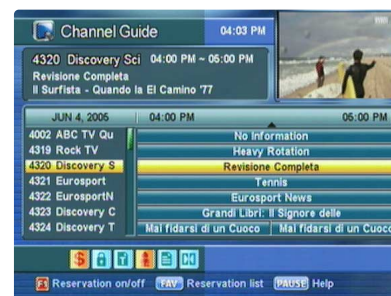 Channel Guide 04:03 PM
4320 Discovery Sci 04:00 PM ~ 05:00 PM
Revisione Completa
Il Surfista - Quando la El Camino '77
JUN 4, 2005 04:00 PM 05:00 PM
4002 ABC TV Qu No Information
4319 Rock TV Heavy Rotation
4320 Discovery S Revisione Completa
4321 Eurosport Tennis
4322 EurosportN Eurosport News
4323 Discovery C Grandi Libri: Il Signore delle
4324 Discovery T Mai fidarsi di un Cuoco Mai fidarsi di un Cuoco
$
F1 Reservation on/off FAV Reservation list PAUSE Help